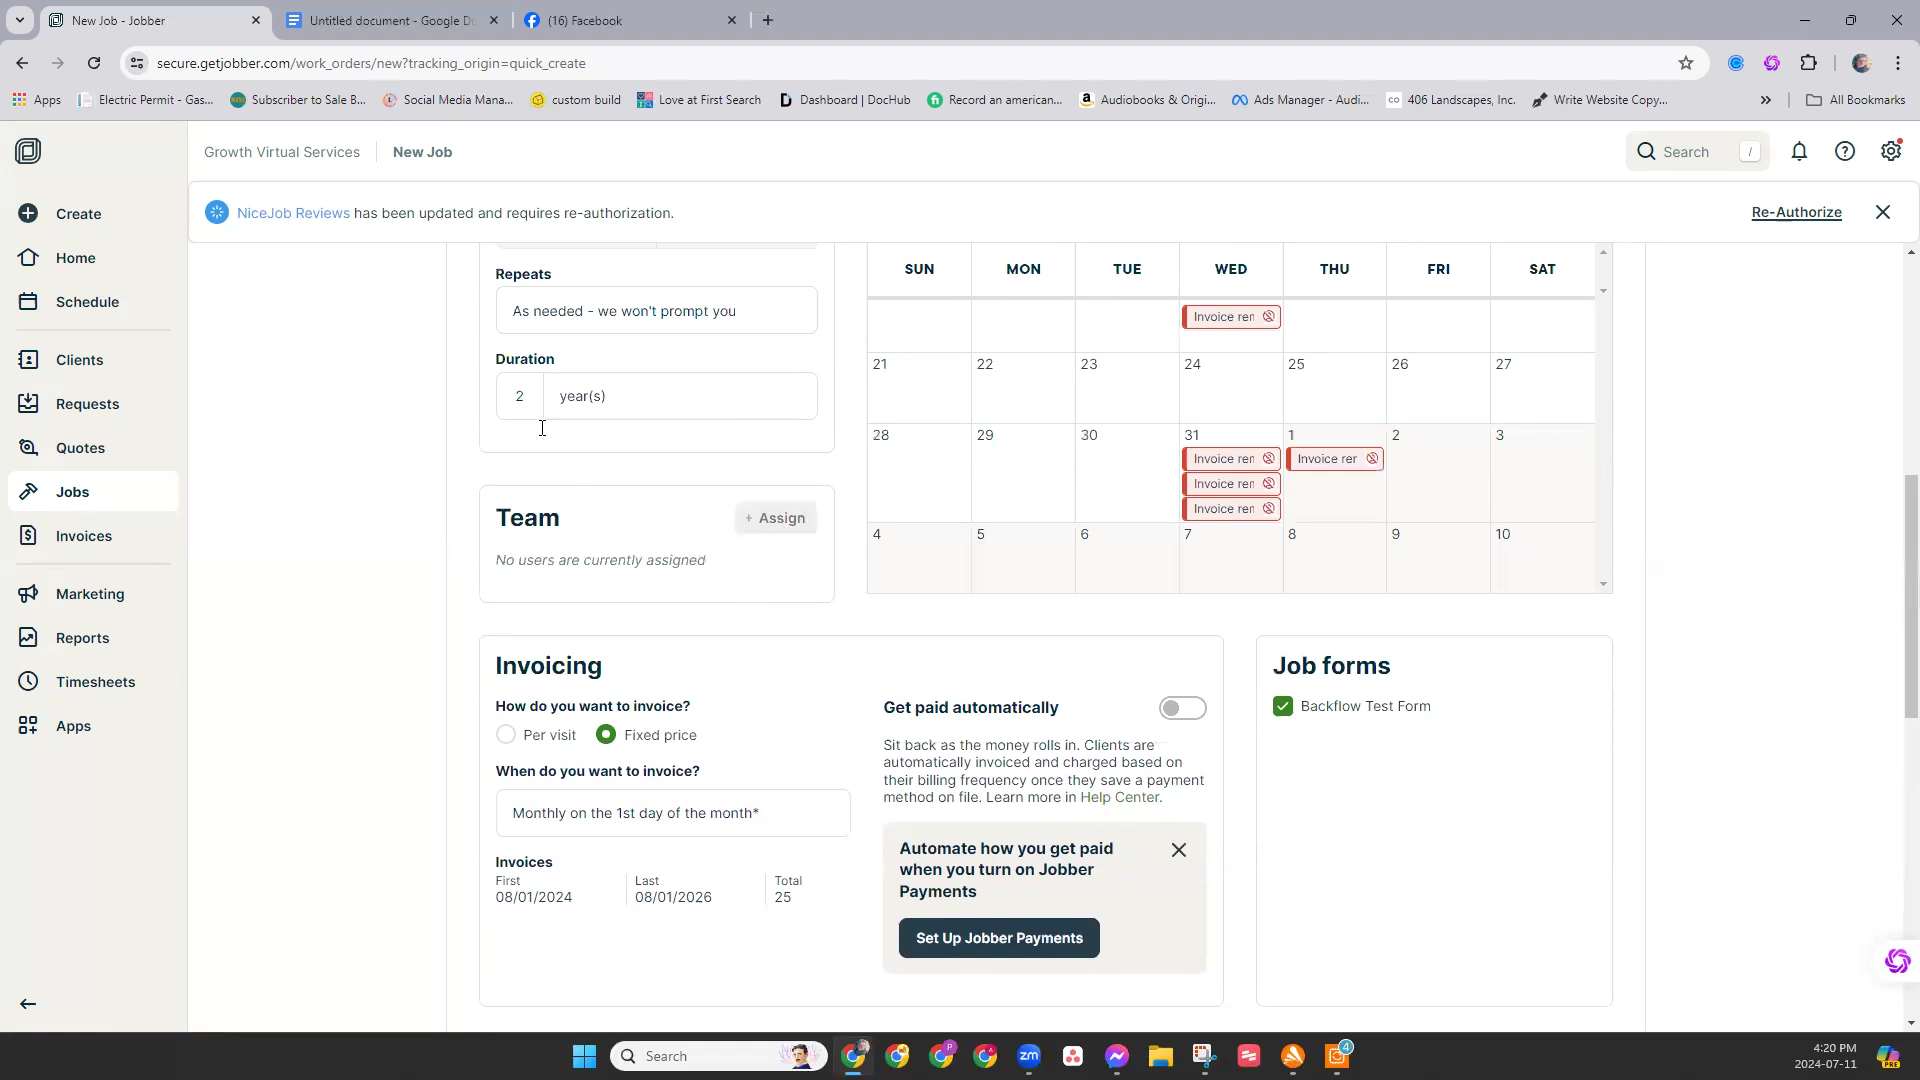 New Job - Jobber
Untitled document - Google D
(16) Facebook
secure.getjobber.com/work_orders/new?tracking_origin=quick_create
Apps
Electric Permit - Gas...
Subscriber to Sale B...
Social Media Mana...
custom build
Love at First Search
Dashboard | DocHub
Record an american...
Audiobooks & Origi...
Ads Manager - Audi...
406 Landscapes, Inc.
Write Website Copy...
All Bookmarks
Growth Virtual Services
New Job
Search /
NiceJob Reviews has been updated and requires re-authorization.
Re-Authorize
Create
Home
Schedule
Clients
Requests
Quotes
Jobs
Invoices
Marketing
Reports
Timesheets
Apps
Repeats
As needed - we won't prompt you
Duration
2 year(s)
Team
+ Assign
No users are currently assigned
SUN MON TUE WED THU FRI SAT
Invoice ren
21 22 23 24 25 26 27
28 29 30 31 1 2 3
Invoice ren Invoice rer
Invoice ren
Invoice ren
4 5 6 7 8 9 10
Invoicing
How do you want to invoice?
Per visit Fixed price
When do you want to invoice?
Monthly on the 1st day of the month*
Invoices
First Last Total
08/01/2024 08/01/2026 25
Get paid automatically
Sit back as the money rolls in. Clients are
automatically invoiced and charged based on
their billing frequency once they save a payment
method on file. Learn more in Help Center.
Automate how you get paid
when you turn on Jobber
Payments
Set Up Jobber Payments
Job forms
Backflow Test Form
Search
zm
4
4:20 PM
2024-07-11